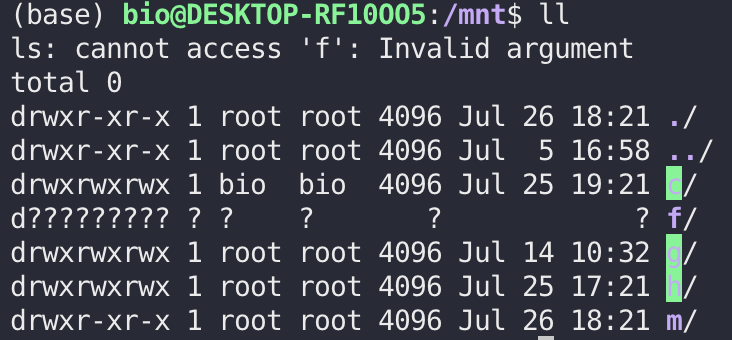 (base) bio@DESKTOP-RF10OO5:/mnt$ ll
ls: cannot access 'f': Invalid argument
total 0
drwxr-xr-x 1 root root 4096 Jul 26 18:21 ./
drwxr-xr-x 1 root root 4096 Jul  5 16:58 ../
drwxrwxrwx 1 bio  bio  4096 Jul 25 19:21 c/
d????????? ? ?    ?       ?            ? f/
drwxrwxrwx 1 root root 4096 Jul 14 10:32 g/
drwxrwxrwx 1 root root 4096 Jul 25 17:21 h/
drwxr-xr-x 1 root root 4096 Jul 26 18:21 m/